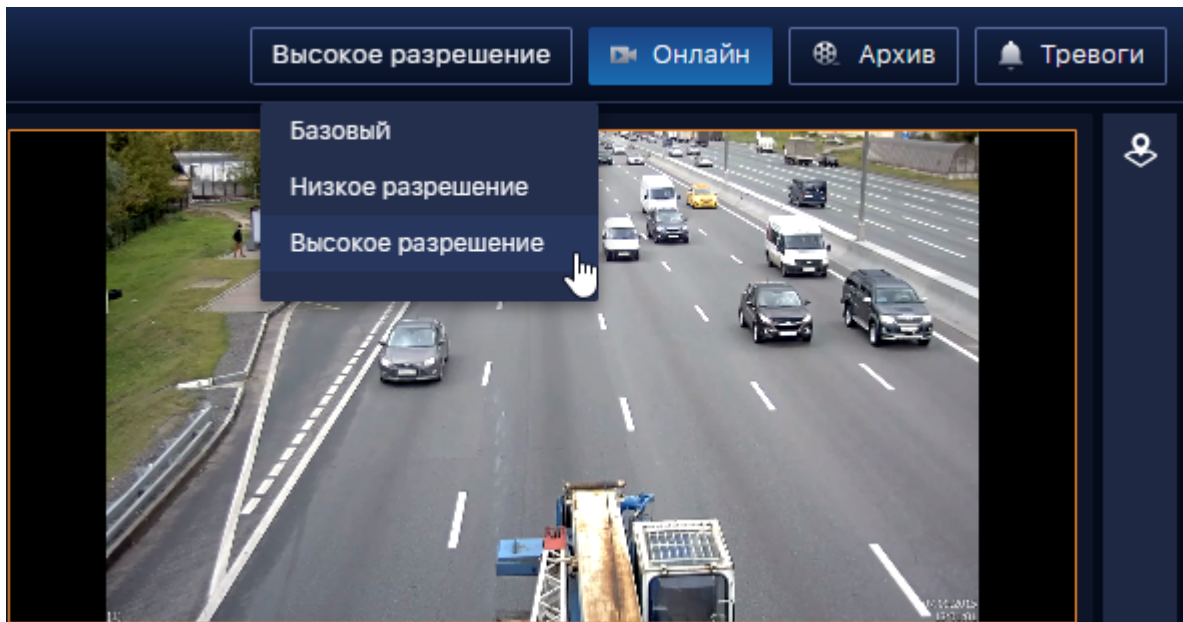 Высокое разрешение
Онлайн
Архив
Тревоги
Базовый
Низкое разрешение
Высокое разрешение